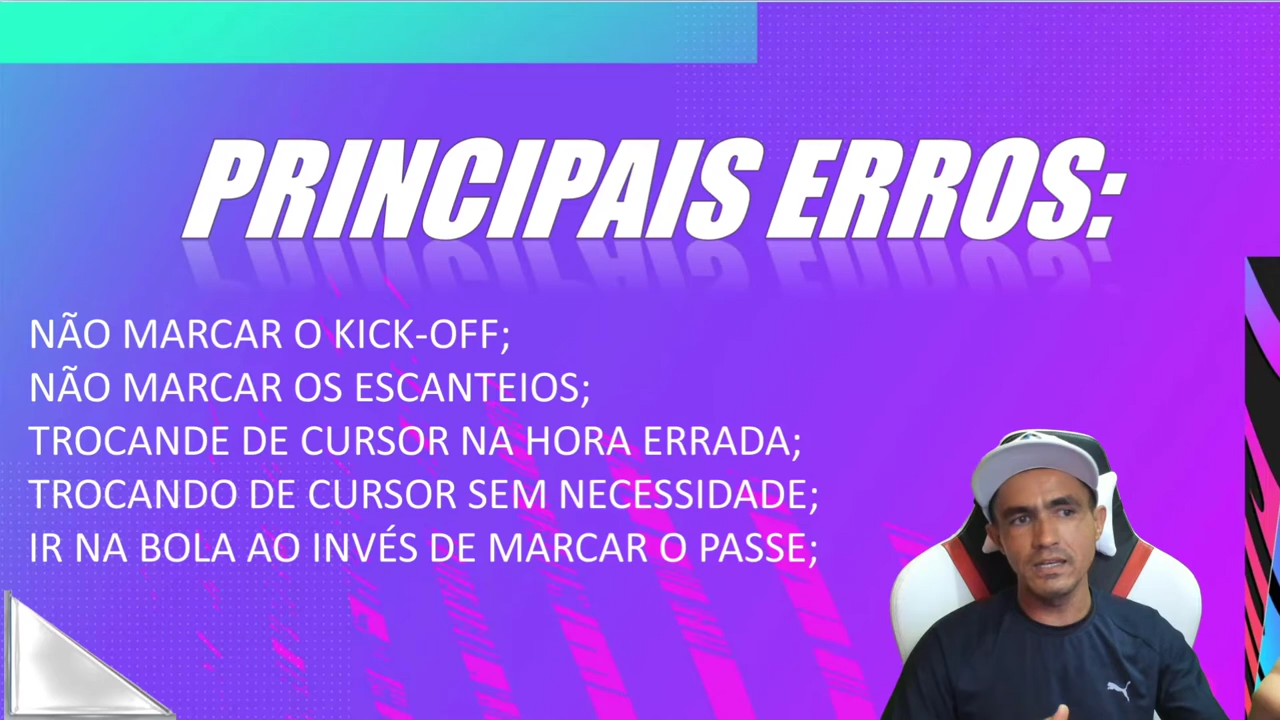 PRINCIPAIS ERROS:
NÃO MARCAR O KICK-OFF;
NÃO MARCAR OS ESCANTEIOS;
TROCANDE DE CURSOR NA HORA ERRADA;
TROCANDO DE CURSOR SEM NECESSIDADE;
IR NA BOLA AO INVÉS DE MARCAR O PASSE;